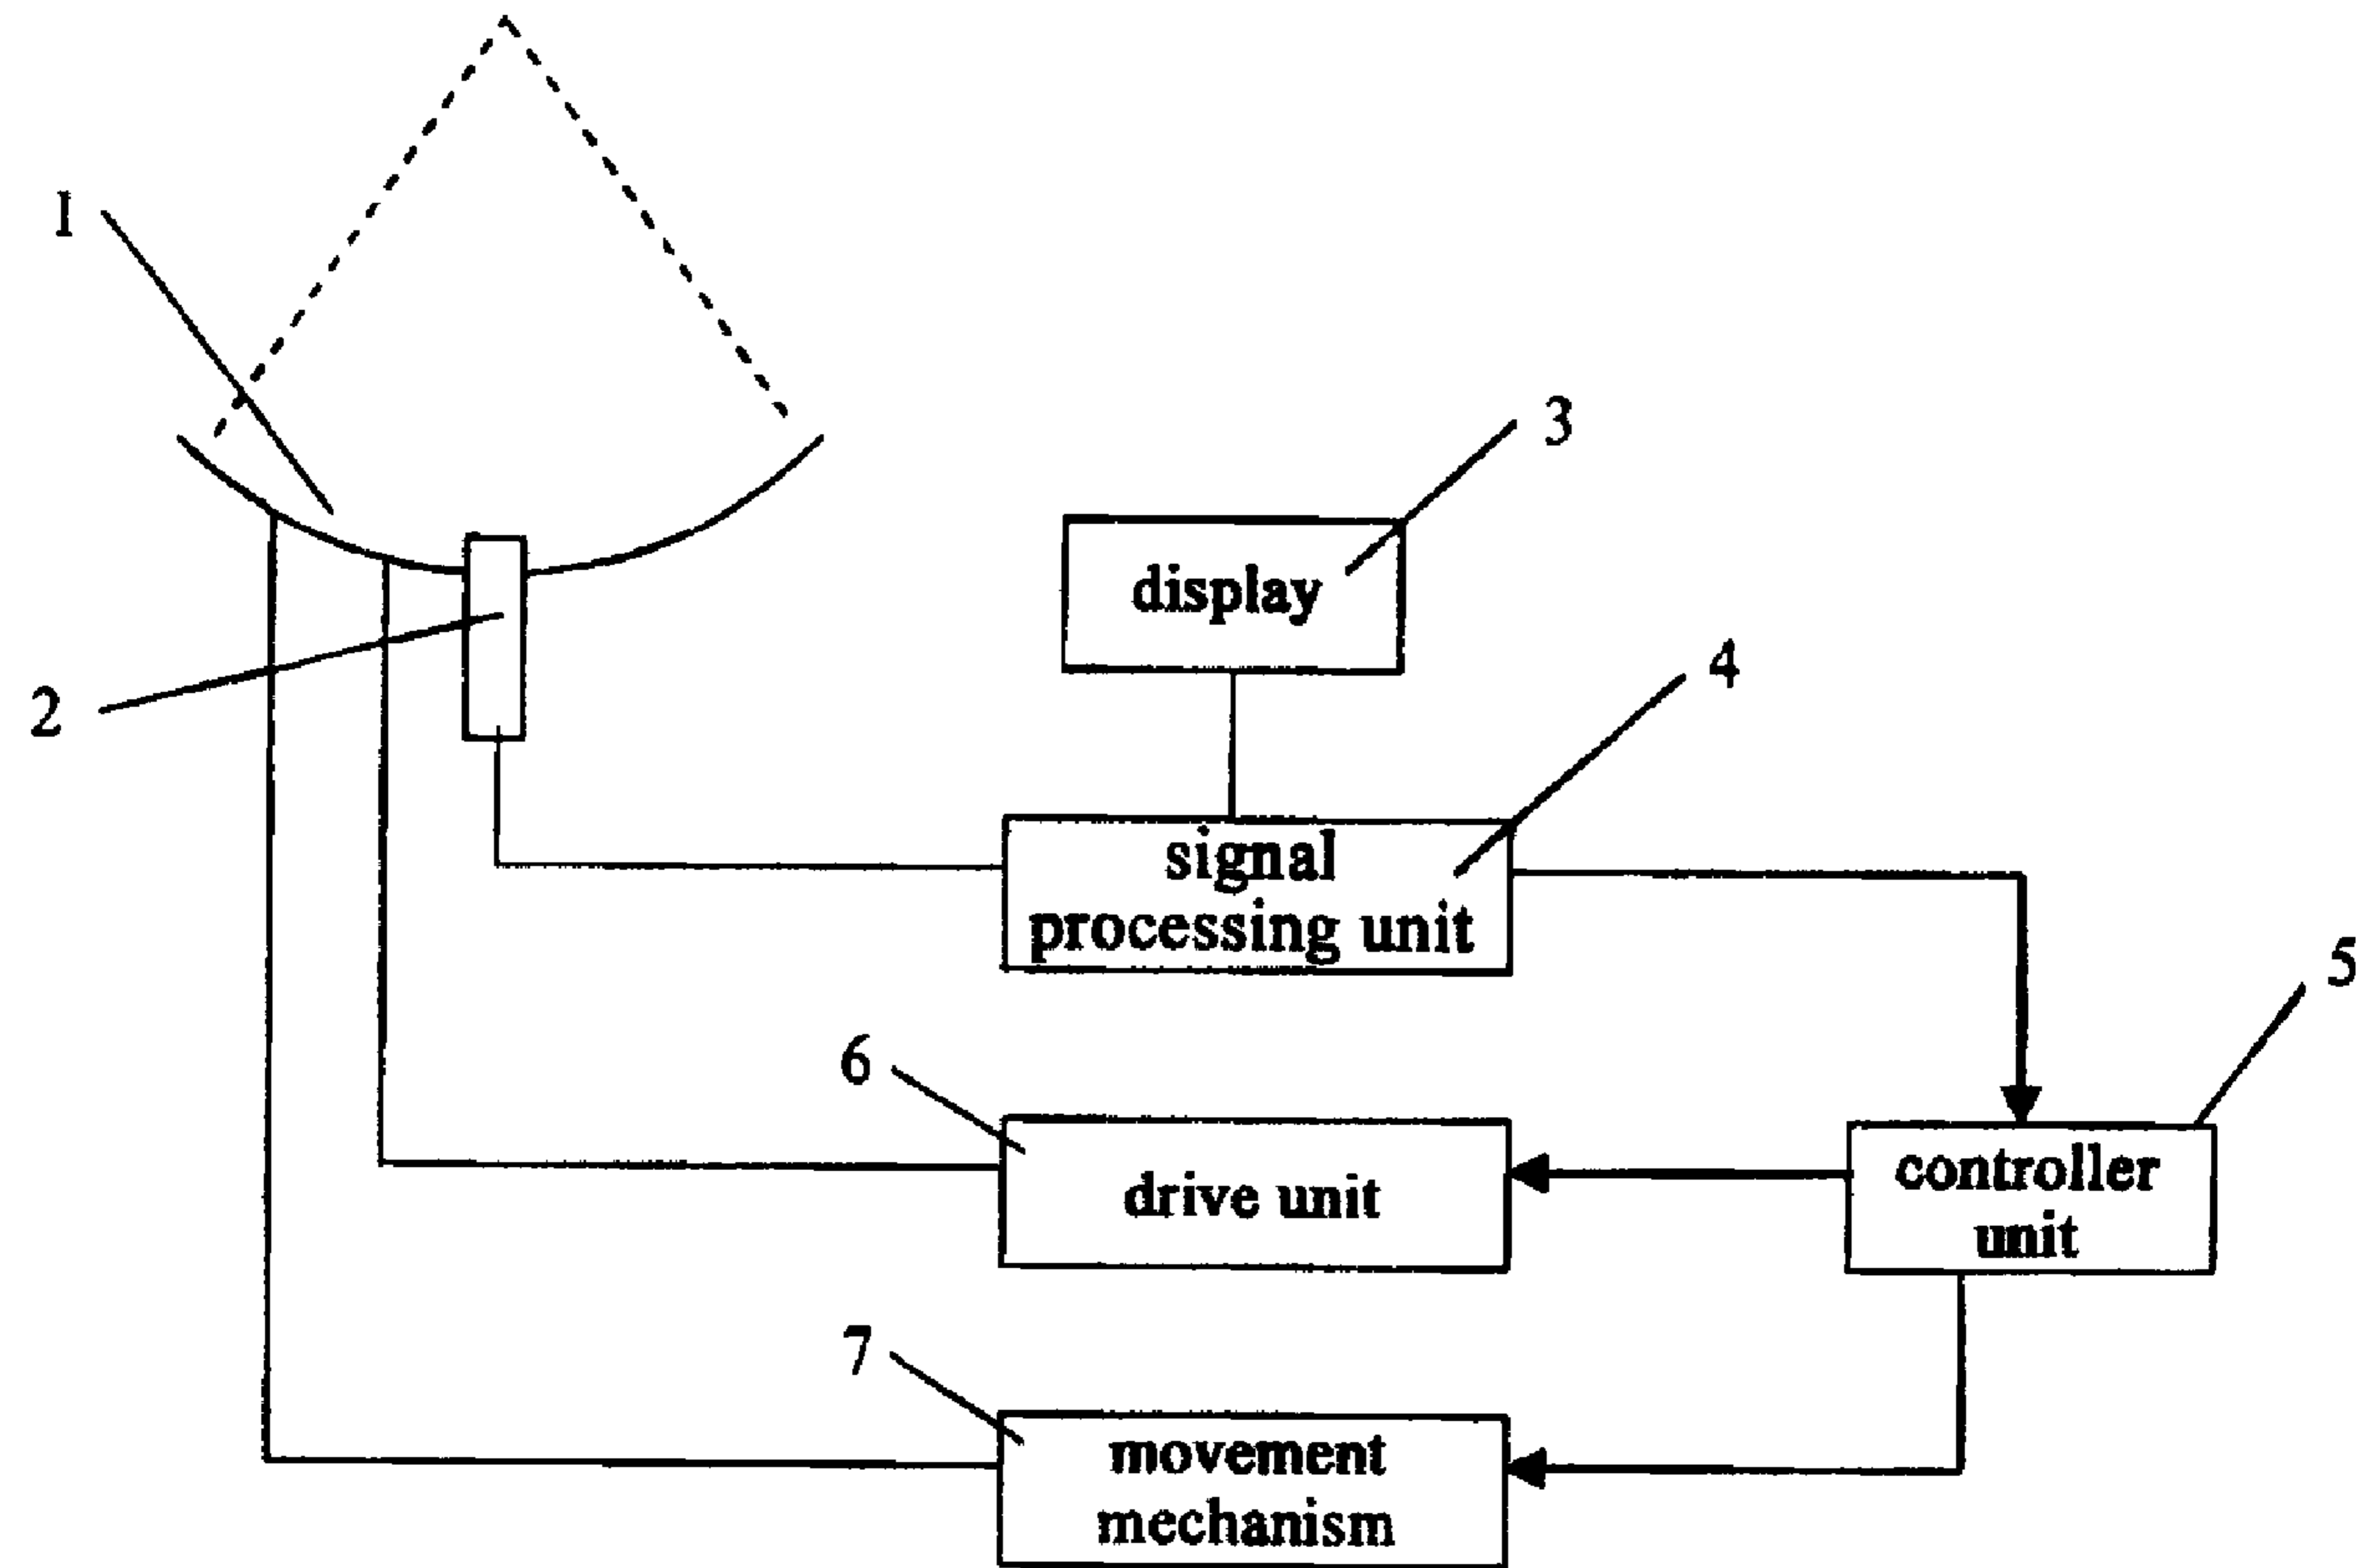 1
3
display
4
2
signal
processing unit
5
6
controller
unit
drive unit
7
movement
mechanism